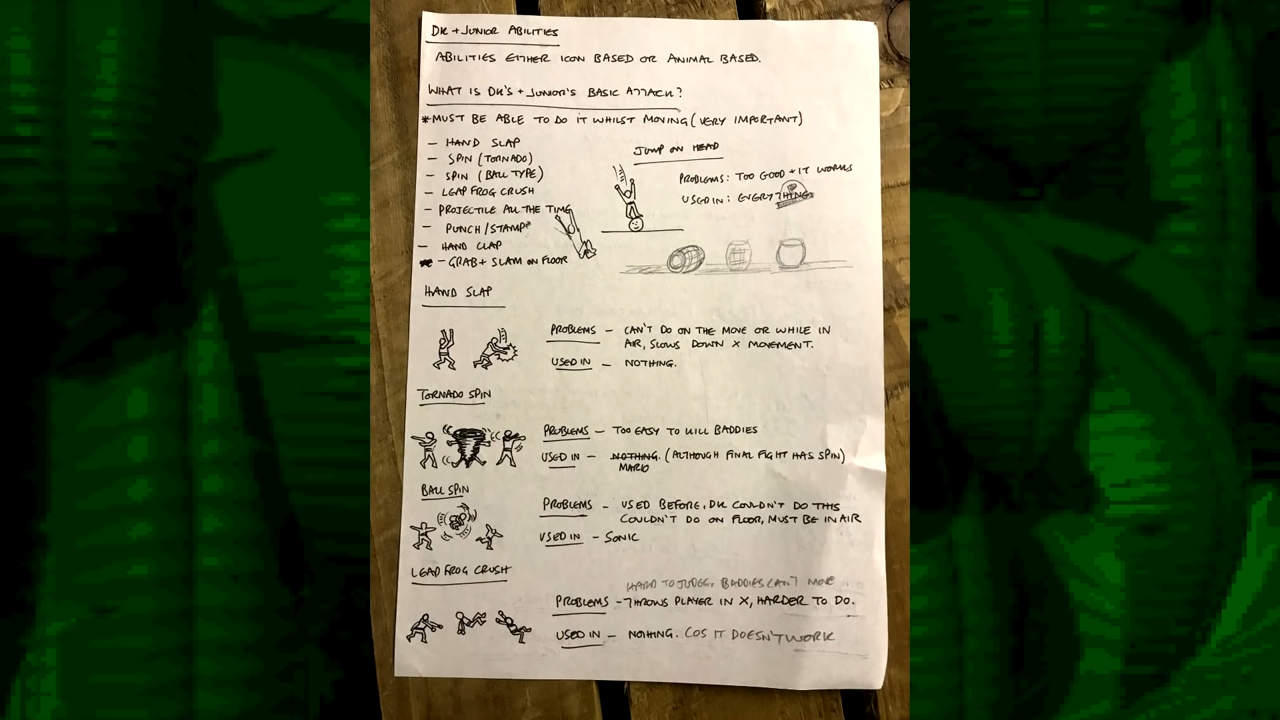 DK + JUNIOR ABILITIES
ABILITIES EITHER ICON BASED OR ANIMAL BASED.
WHAT IS DK'S + JUNIOR'S BASIC ATTACK?
*MUST BE ABLE TO DO IT WHILST MOVING (VERY IMPORTANT)
– HAND SLAP
– SPIN (TORNADO)
– SPIN (BALL TYPE)
– LEAP FROG CRUSH
– PROJECTILE ALL THE TIME
– PUNCH/STAMP
– HAND CLAP
– GRAB + SLAM ON FLOOR
JUMP ON HEAD
PROBLEMS: TOO GOOD + IT WORKS
USED IN: EVERYTHING
HAND SLAP
PROBLEMS – CAN'T DO ON THE MOVE OR WHILE IN
AIR, SLOWS DOWN X MOVEMENT.
USED IN – NOTHING.
TORNADO SPIN
PROBLEMS – TOO EASY TO KILL BADDIES
USED IN – NOTHING. (ALTHOUGH FINAL FIGHT HAS SPIN)
MARIO
BALL SPIN
PROBLEMS – USED BEFORE, DK COULDN'T DO THIS
COULDN'T DO ON FLOOR, MUST BE IN AIR
USED IN – SONIC
LEAP FROG CRUSH
HARD TO JUDGE, BADDIES CAN'T MOVE
PROBLEMS – THROWS PLAYER IN X, HARDER TO DO.
USED IN – NOTHING. COS IT DOESN'T WORK